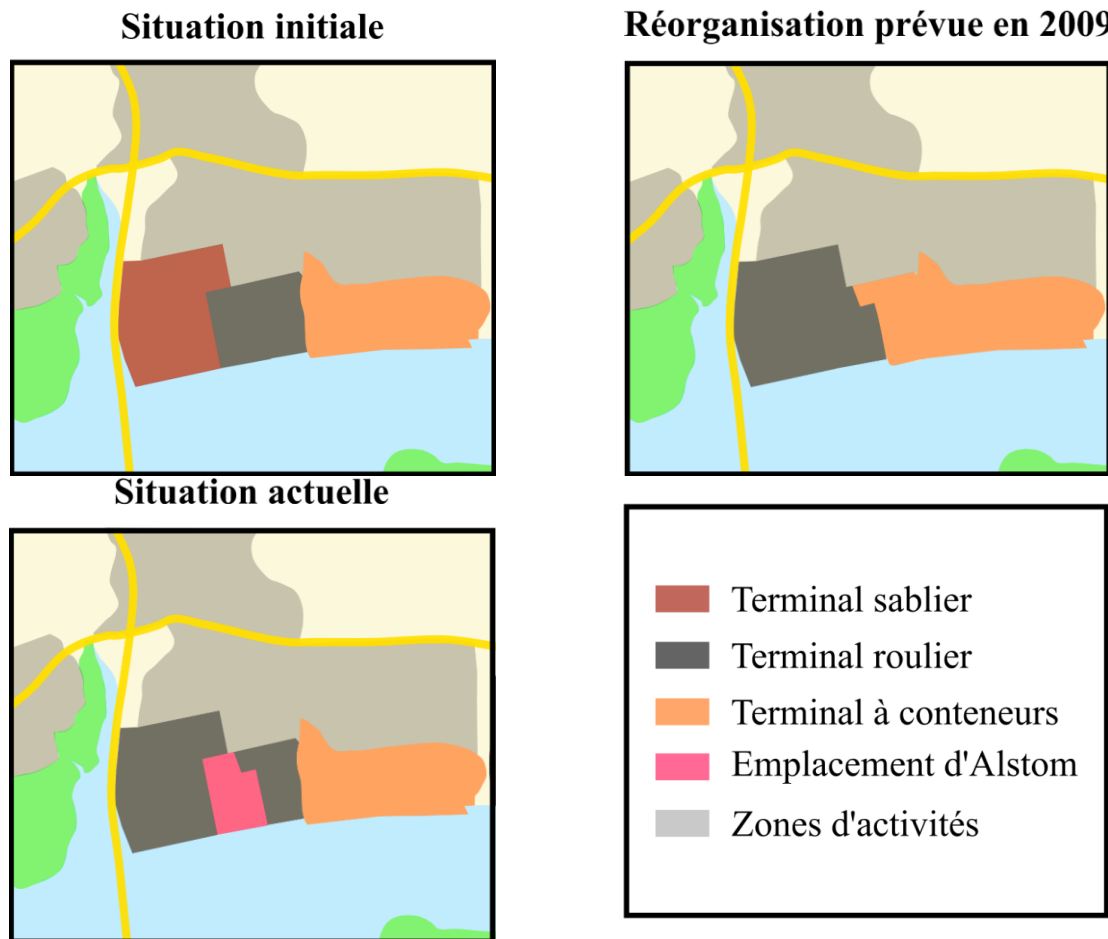 Situation initiale
Réorganisation prévue en 2009
Situation actuelle
Terminal sablier
Terminal roulier
Terminal à conteneurs
Emplacement d'Alstom
Zones d'activités